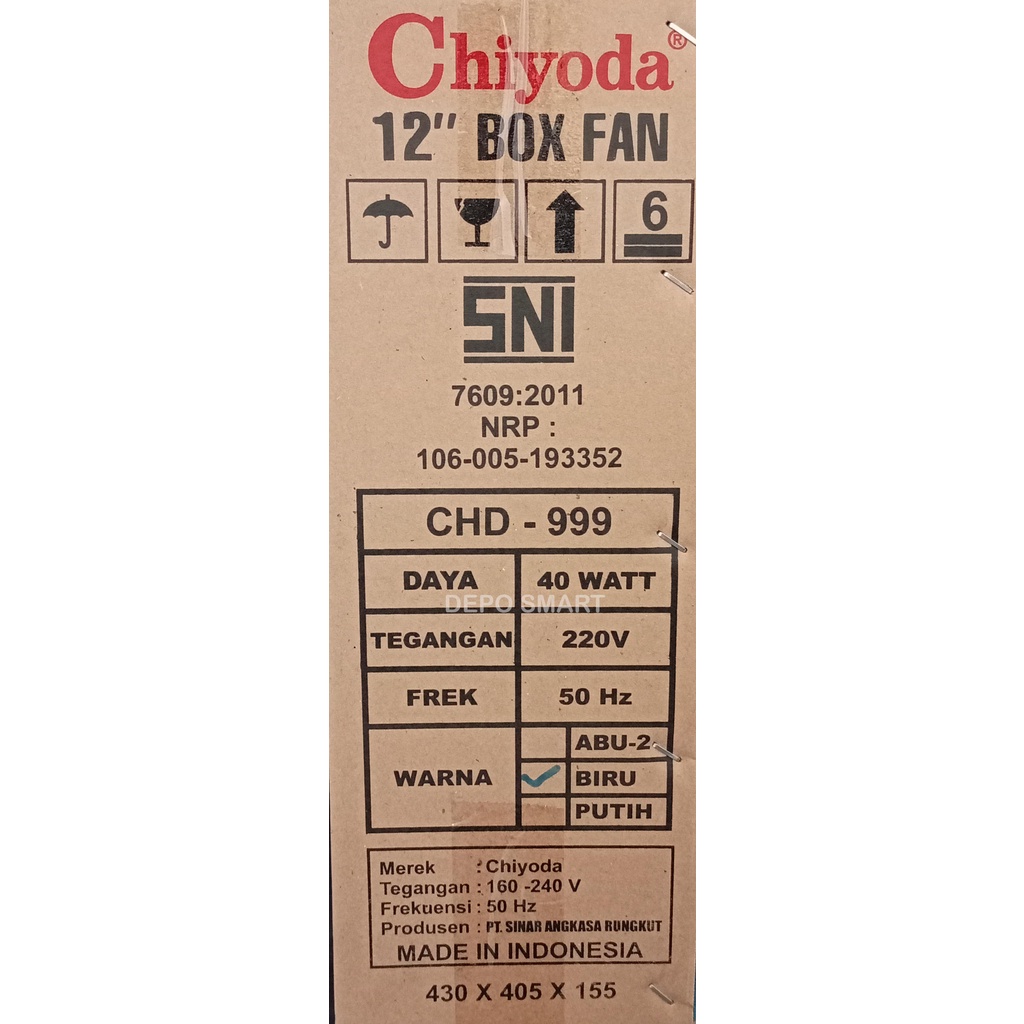 Chiyoda®
12" BOX FAN
6
SNI
7609:2011
NRP :
106-005-193352
CHD - 999
DAYA 40 WATT
DEPO SMART
TEGANGAN 220V
FREK 50 Hz
WARNA
ABU-2
BIRU
PUTIH
Merek : Chiyoda
Tegangan : 160 -240 V
Frekuensi : 50 Hz
Produsen : PT. SINAR ANGKASA RUNGKUT
MADE IN INDONESIA
430 X 405 X 155